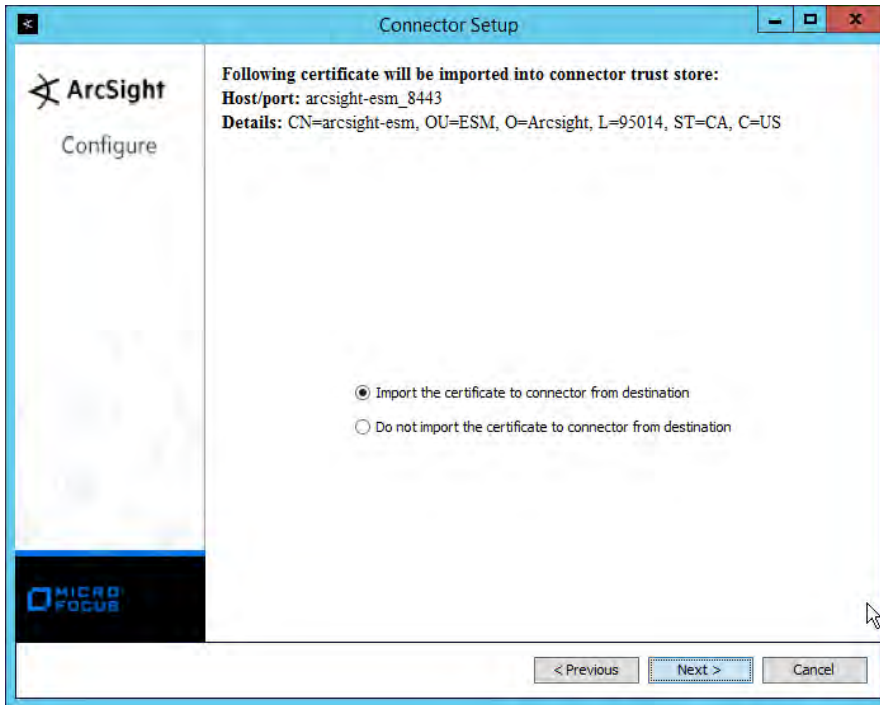 Connector Setup
ArcSight
Configure
Following certificate will be imported into connector trust store:
Host/port: arcsight-esm_8443
Details: CN=arcsight-esm, OU=ESM, O=Arcsight, L=95014, ST=CA, C=US
Import the certificate to connector from destination
Do not import the certificate to connector from destination
MICRO
FOCUS
< Previous
Next >
Cancel